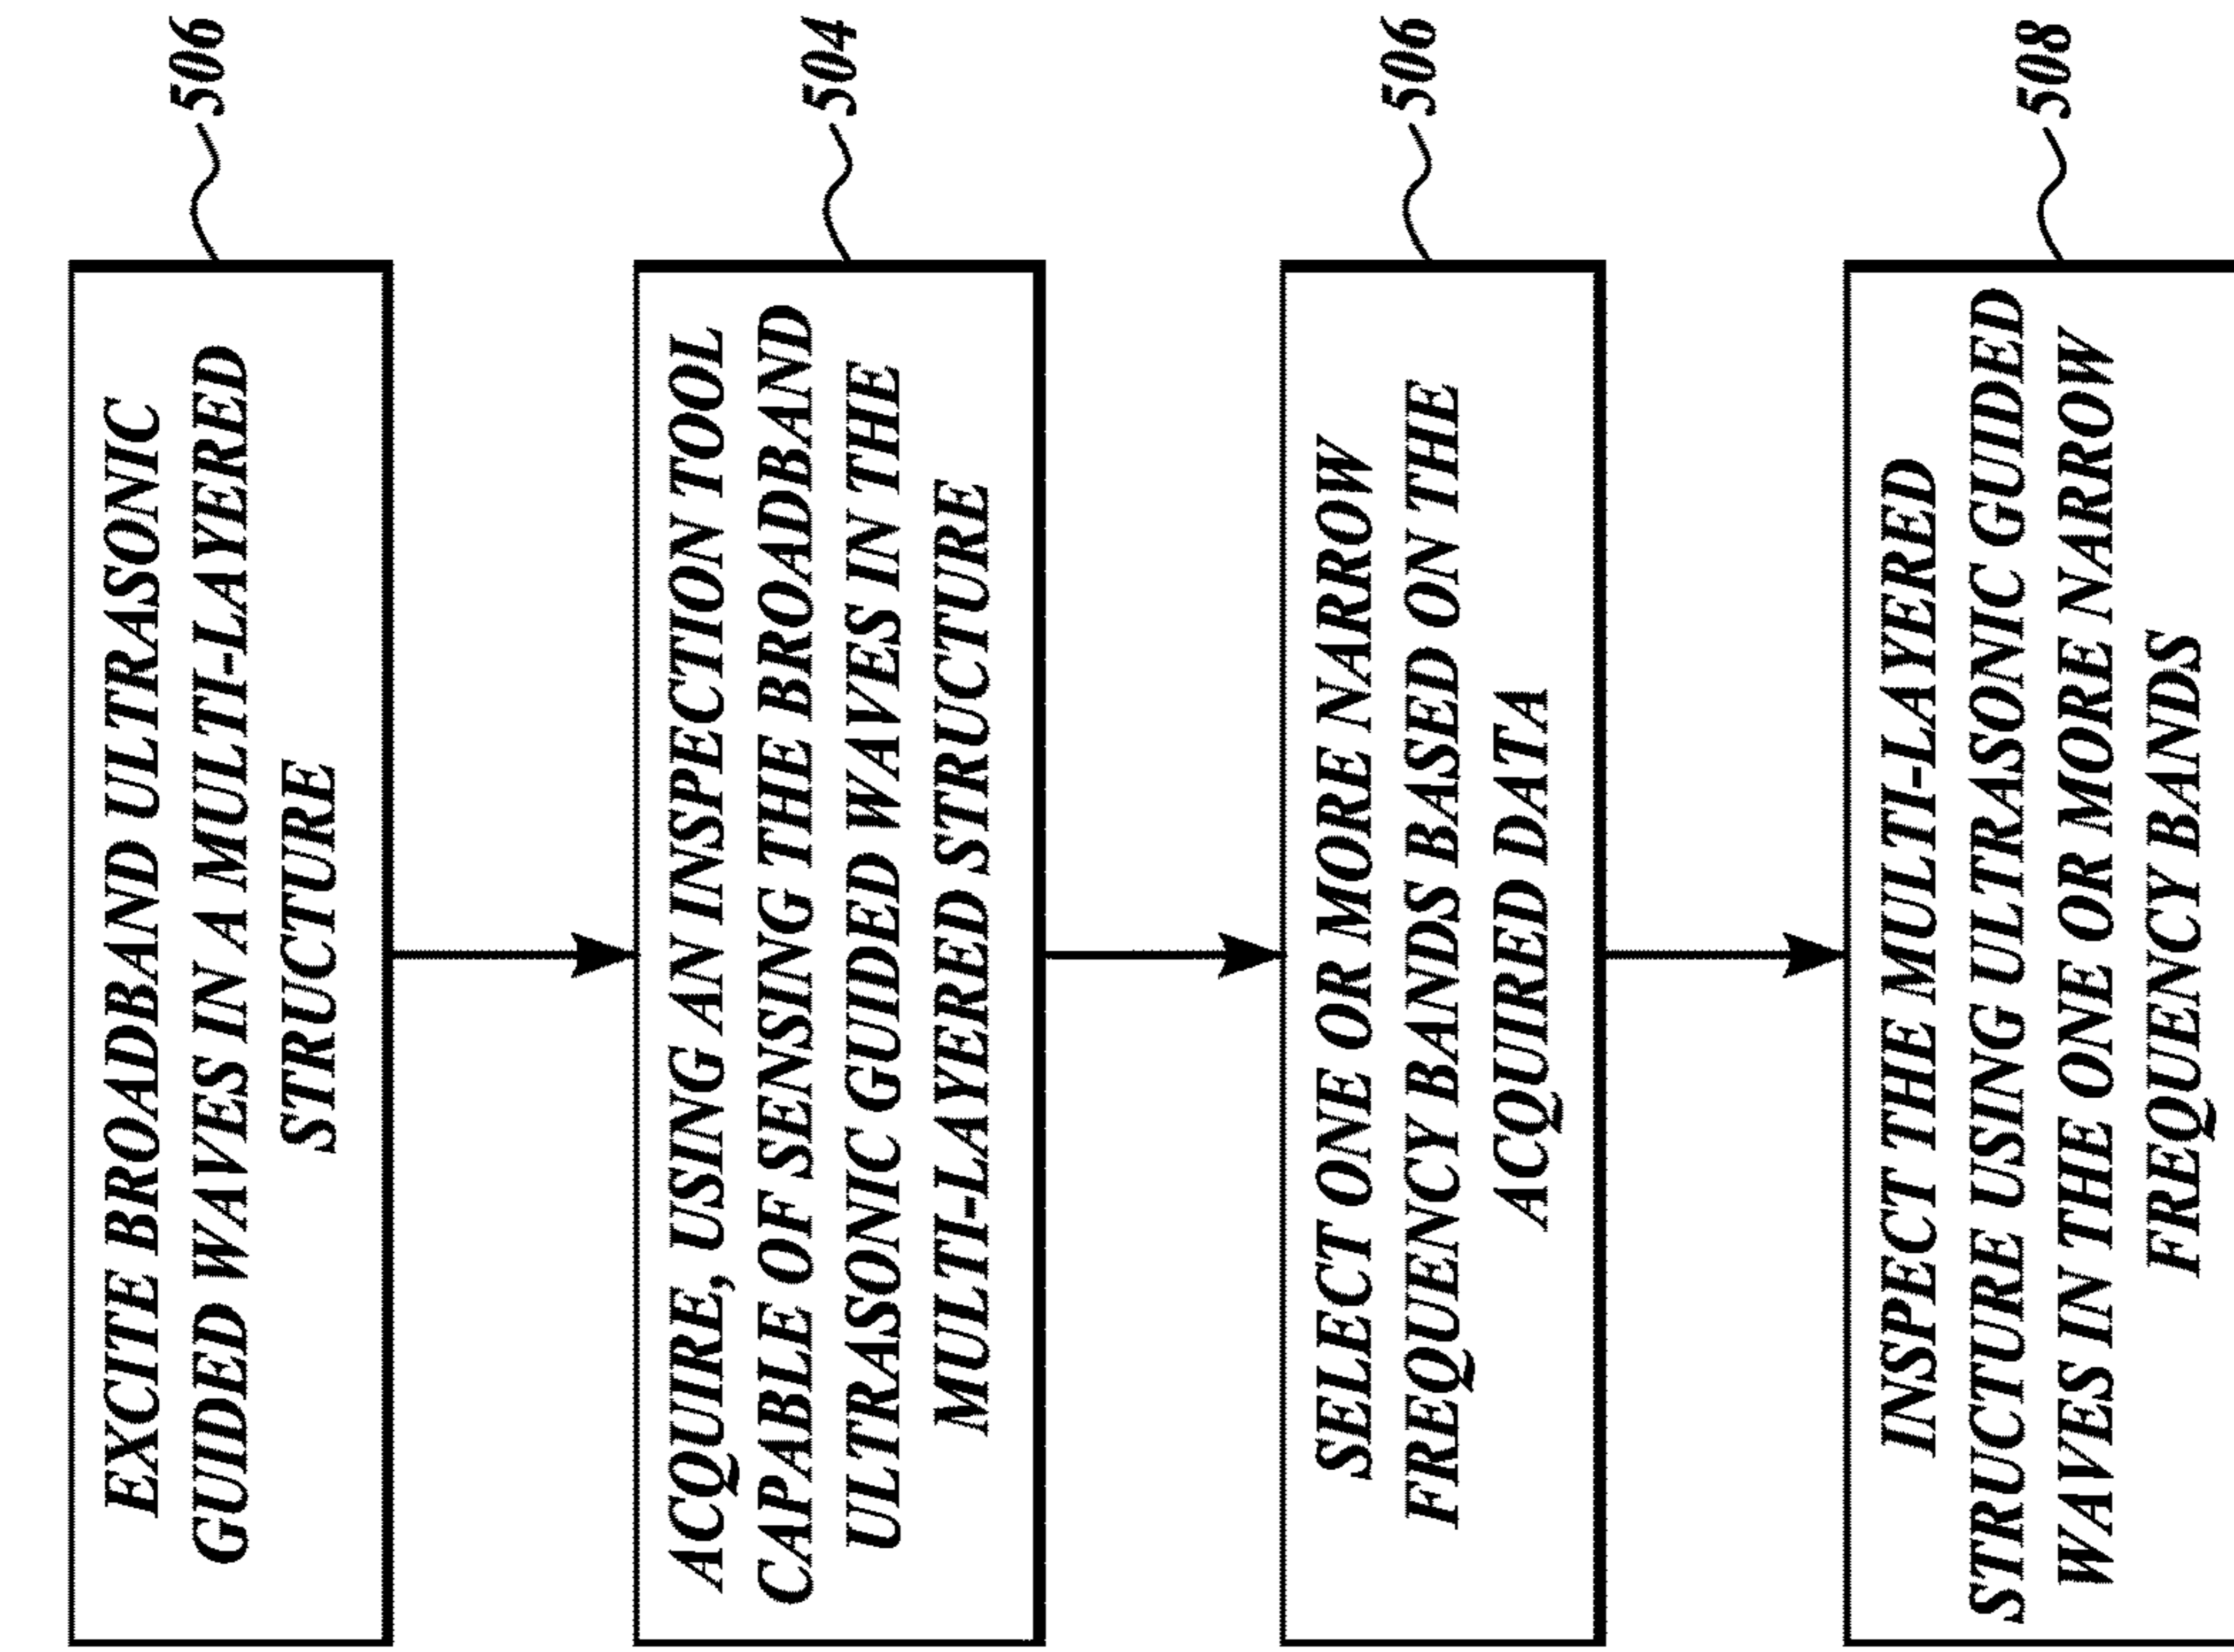 EXCITE BROADBAND ULTRASONIC
GUIDED WAVES IN A MULTI-LAYERED
STRUCTURE
506
ACQUIRE, USING AN INSPECTION TOOL
CAPABLE OF SENSING THE BROADBAND
ULTRASONIC GUIDED WAVES IN THE
MULTI-LAYERED STRUCTURE
504
SELECT ONE OR MORE NARROW
FREQUENCY BANDS BASED ON THE
ACQUIRED DATA
506
INSPECT THE MULTI-LAYERED
STRUCTURE USING ULTRASONIC GUIDED
WAVES IN THE ONE OR MORE NARROW
FREQUENCY BANDS
508